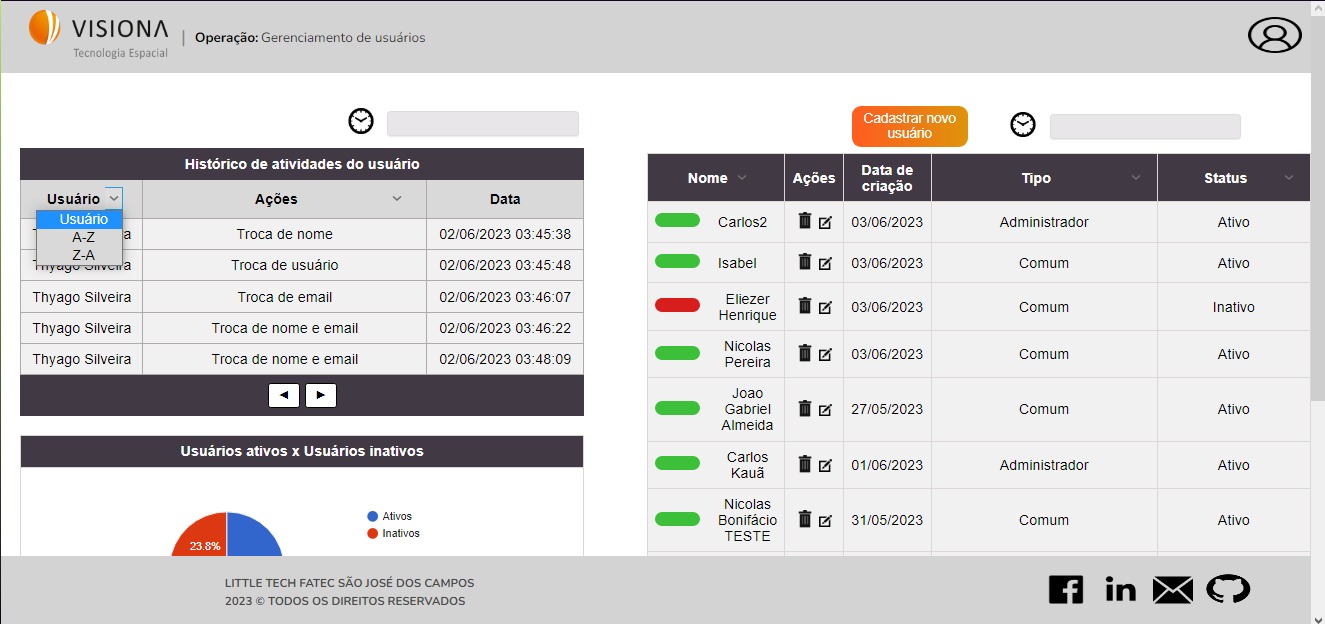 VISIONA
Tecnologia Espacial
| Operação: Gerenciamento de usuários
Cadastrar novo
usuário
Histórico de atividades do usuário
Usuário Ações Data
Usuário
A-Z
Z-A
a Troca de nome 02/06/2023 03:45:38
Thyago Silveira Troca de usuário 02/06/2023 03:45:48
Thyago Silveira Troca de email 02/06/2023 03:46:07
Thyago Silveira Troca de nome e email 02/06/2023 03:46:22
Thyago Silveira Troca de nome e email 02/06/2023 03:48:09
Usuários ativos x Usuários inativos
Ativos
Inativos
23.8%
Nome Ações Data de criação Tipo Status
Carlos2 03/06/2023 Administrador Ativo
Isabel 03/06/2023 Comum Ativo
Eliezer Henrique 03/06/2023 Comum Inativo
Nicolas Pereira 03/06/2023 Comum Ativo
Joao Gabriel Almeida 27/05/2023 Comum Ativo
Carlos Kauã 01/06/2023 Administrador Ativo
Nicolas Bonifácio TESTE 31/05/2023 Comum Ativo
LITTLE TECH FATEC SÃO JOSÉ DOS CAMPOS
2023 © TODOS OS DIREITOS RESERVADOS